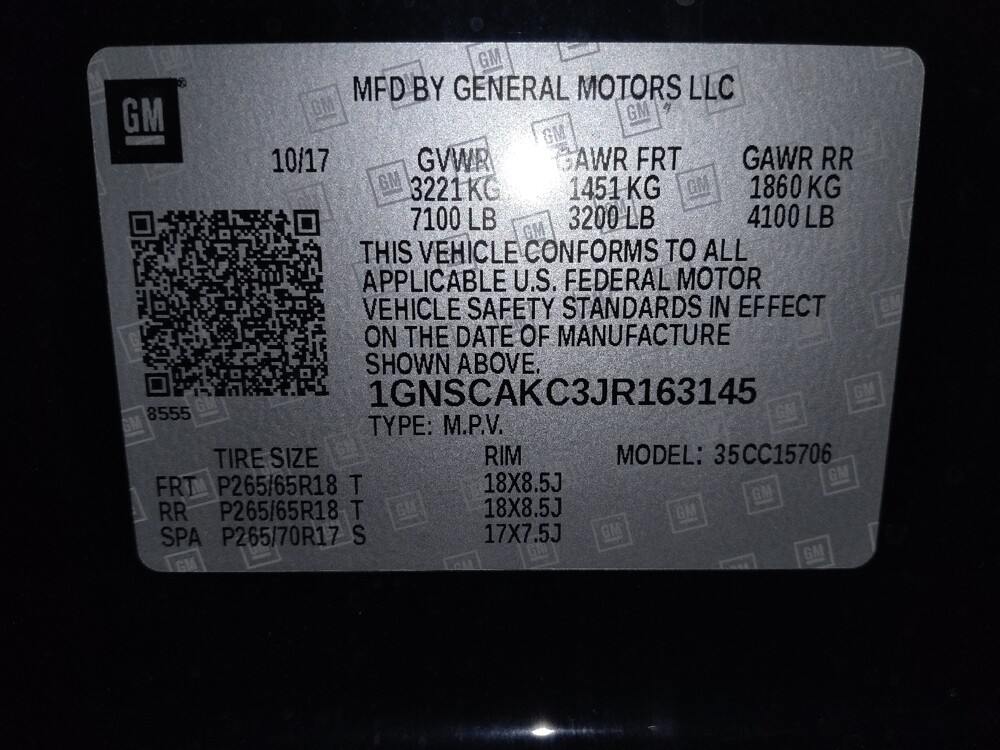 GM
MFD BY GENERAL MOTORS LLC
10/17 GVWR GAWR FRT GAWR RR
3221 KG 1451 KG 1860 KG
7100 LB 3200 LB 4100 LB
THIS VEHICLE CONFORMS TO ALL
APPLICABLE U.S. FEDERAL MOTOR
VEHICLE SAFETY STANDARDS IN EFFECT
ON THE DATE OF MANUFACTURE
SHOWN ABOVE.
1GNSCAKC3JR163145
8555
TYPE: M.P.V.
TIRE SIZE RIM MODEL: 35CC15706
FRT P265/65R18 T 18X8.5J
RR P265/65R18 T 18X8.5J
SPA P265/70R17 S 17X7.5J